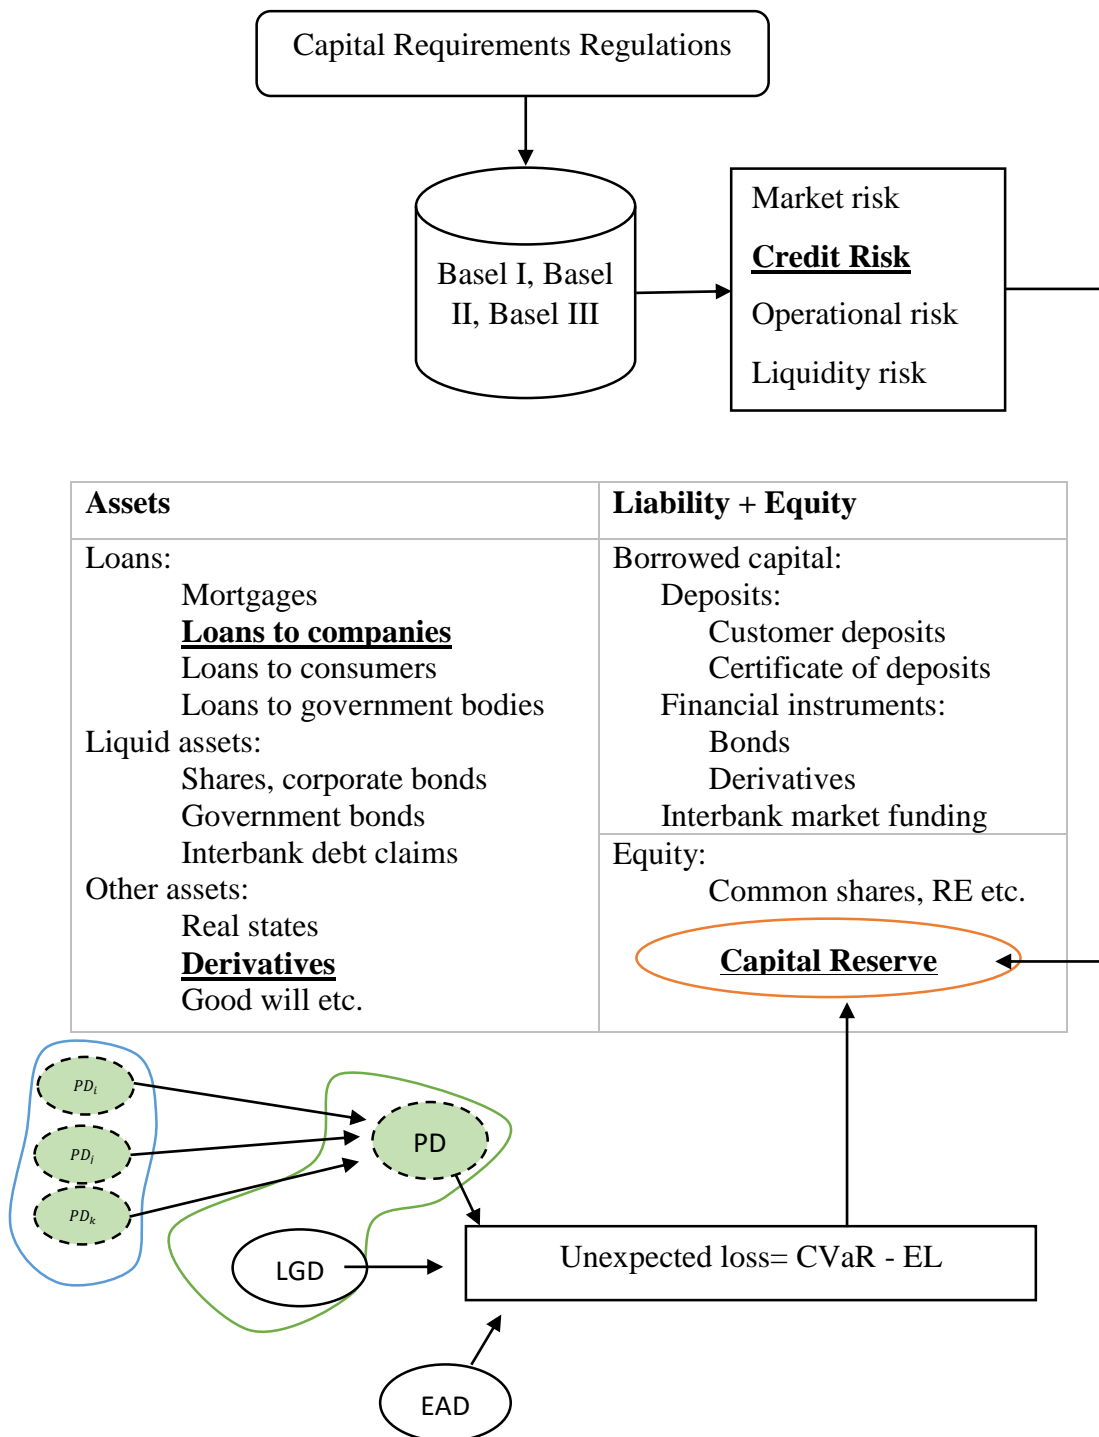 Capital Requirements Regulations
Basel I, Basel
II, Basel III
Market risk
Credit Risk
Operational risk
Liquidity risk
Assets
Loans:
Mortgages
Loans to companies
Loans to consumers
Loans to government bodies
Liquid assets:
Shares, corporate bonds
Government bonds
Interbank debt claims
Other assets:
Real states
Derivatives
Good will etc.
Liability + Equity
Borrowed capital:
Deposits:
Customer deposits
Certificate of deposits
Financial instruments:
Bonds
Derivatives
Interbank market funding
Equity:
Common shares, RE etc.
Capital Reserve
PDᵢ
PDⱼ
PDₖ
PD
LGD
Unexpected loss= CVaR - EL
EAD